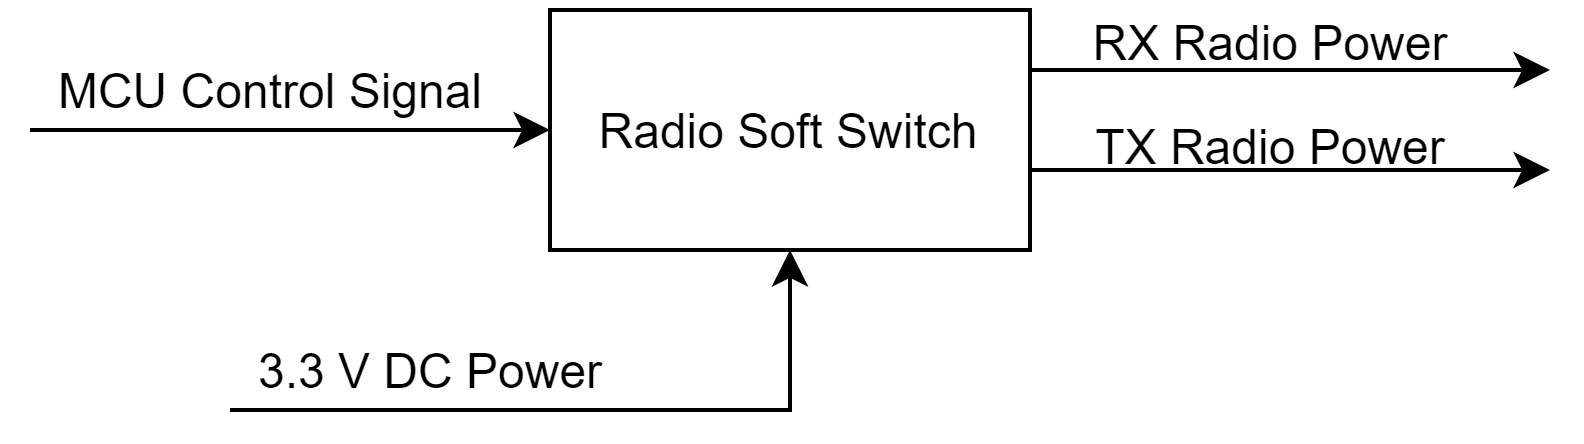 RX Radio Power
MCU Control Signal
Radio Soft Switch
TX Radio Power
3.3 V DC Power